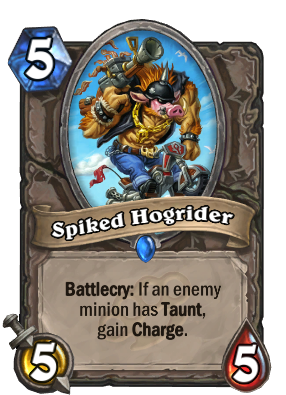 5
Spiked Hogrider
Battlecry: If an enemy
minion has Taunt,
gain Charge.
5 5